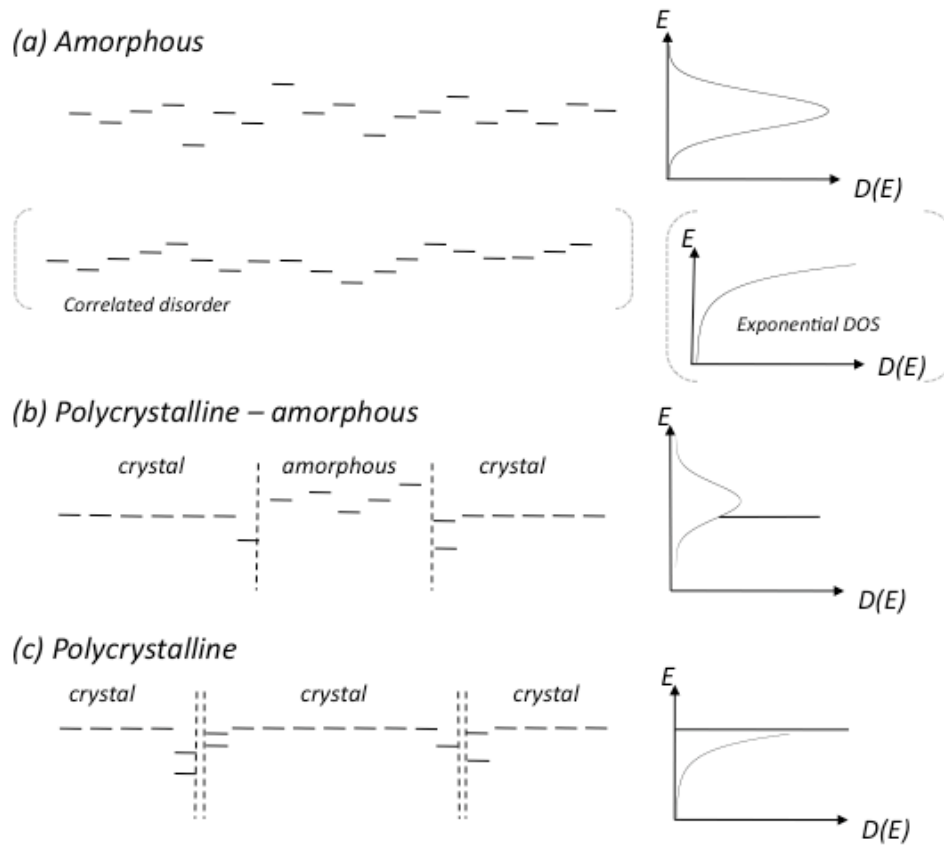 (a) Amorphous
E
D(E)
Correlated disorder
E
Exponential DOS
D(E)
(b) Polycrystalline – amorphous
E
crystal amorphous crystal
D(E)
(c) Polycrystalline
E
crystal crystal crystal
D(E)